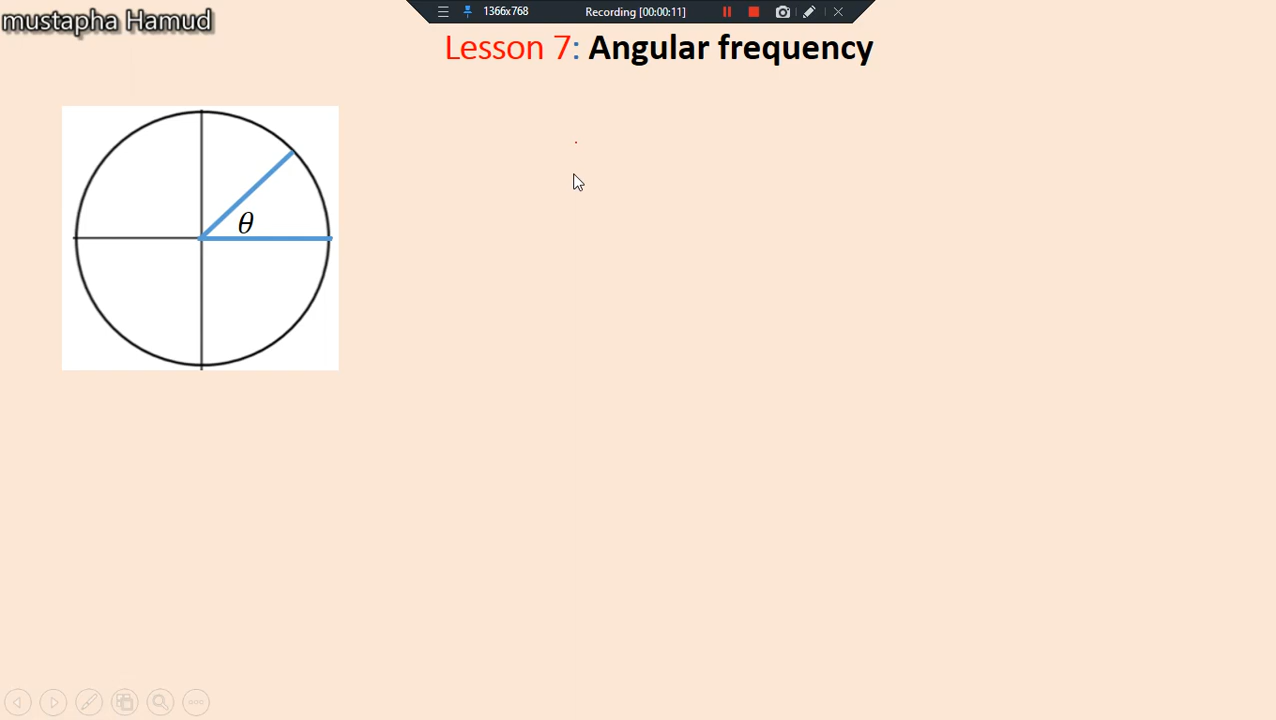 mustapha Hamud
1366x768
Recording [00:00:11]
Lesson 7: Angular frequency
θ